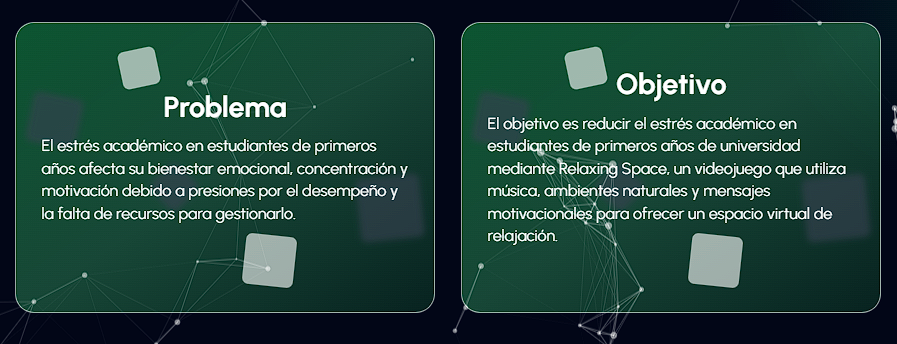 Problema
El estrés académico en estudiantes de primeros
años afecta su bienestar emocional, concentración y
motivación debido a presiones por el desempeño y
la falta de recursos para gestionarlo.
Objetivo
El objetivo es reducir el estrés académico en
estudiantes de primeros años de universidad
mediante Relaxing Space, un videojuego que utiliza
música, ambientes naturales y mensajes
motivacionales para ofrecer un espacio virtual de
relajación.